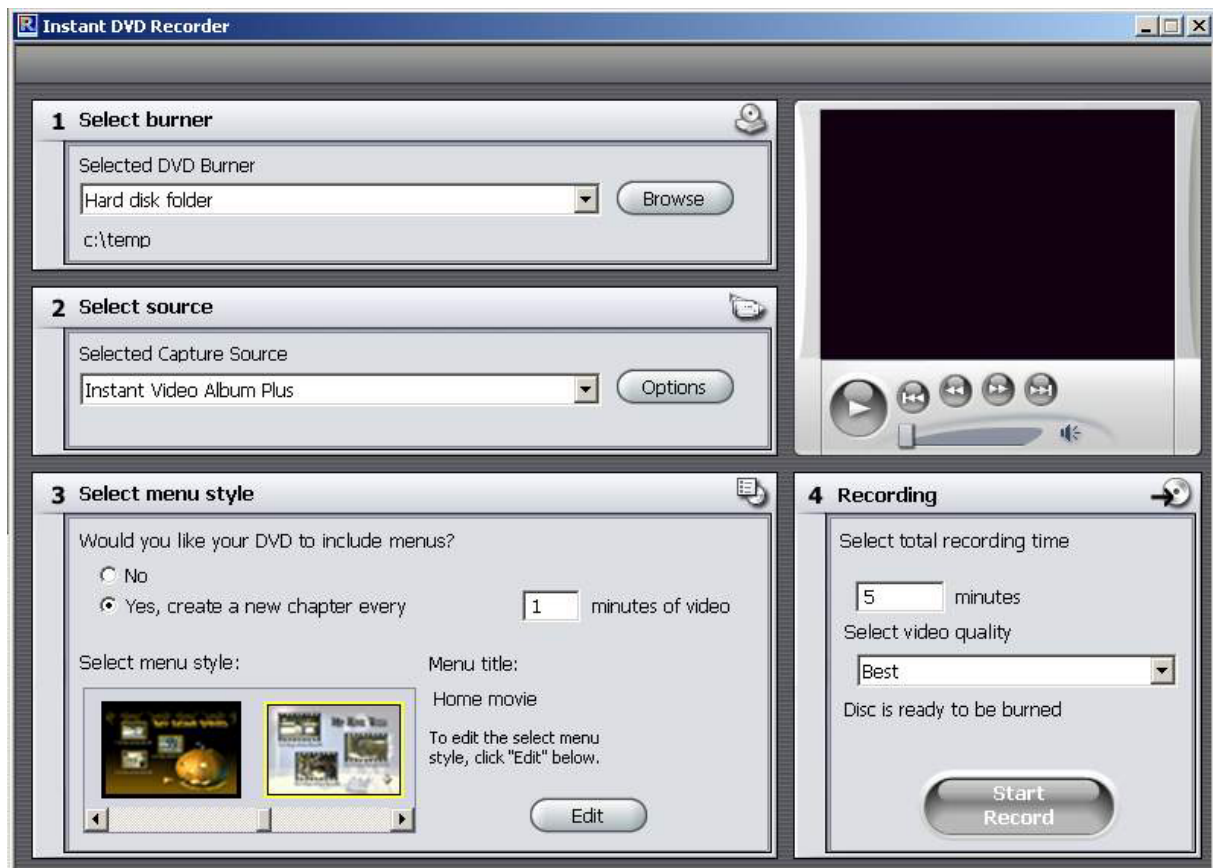 Instant DVD Recorder
1 Select burner
Selected DVD Burner
Hard disk folder
Browse
c:\temp
2 Select source
Selected Capture Source
Instant Video Album Plus
Options
3 Select menu style
Would you like your DVD to include menus?
No
Yes, create a new chapter every 1 minutes of video
Select menu style:
Menu title:
Home movie
To edit the select menu
style, click "Edit" below.
Edit
4 Recording
Select total recording time
5 minutes
Select video quality
Best
Disc is ready to be burned
Start
Record